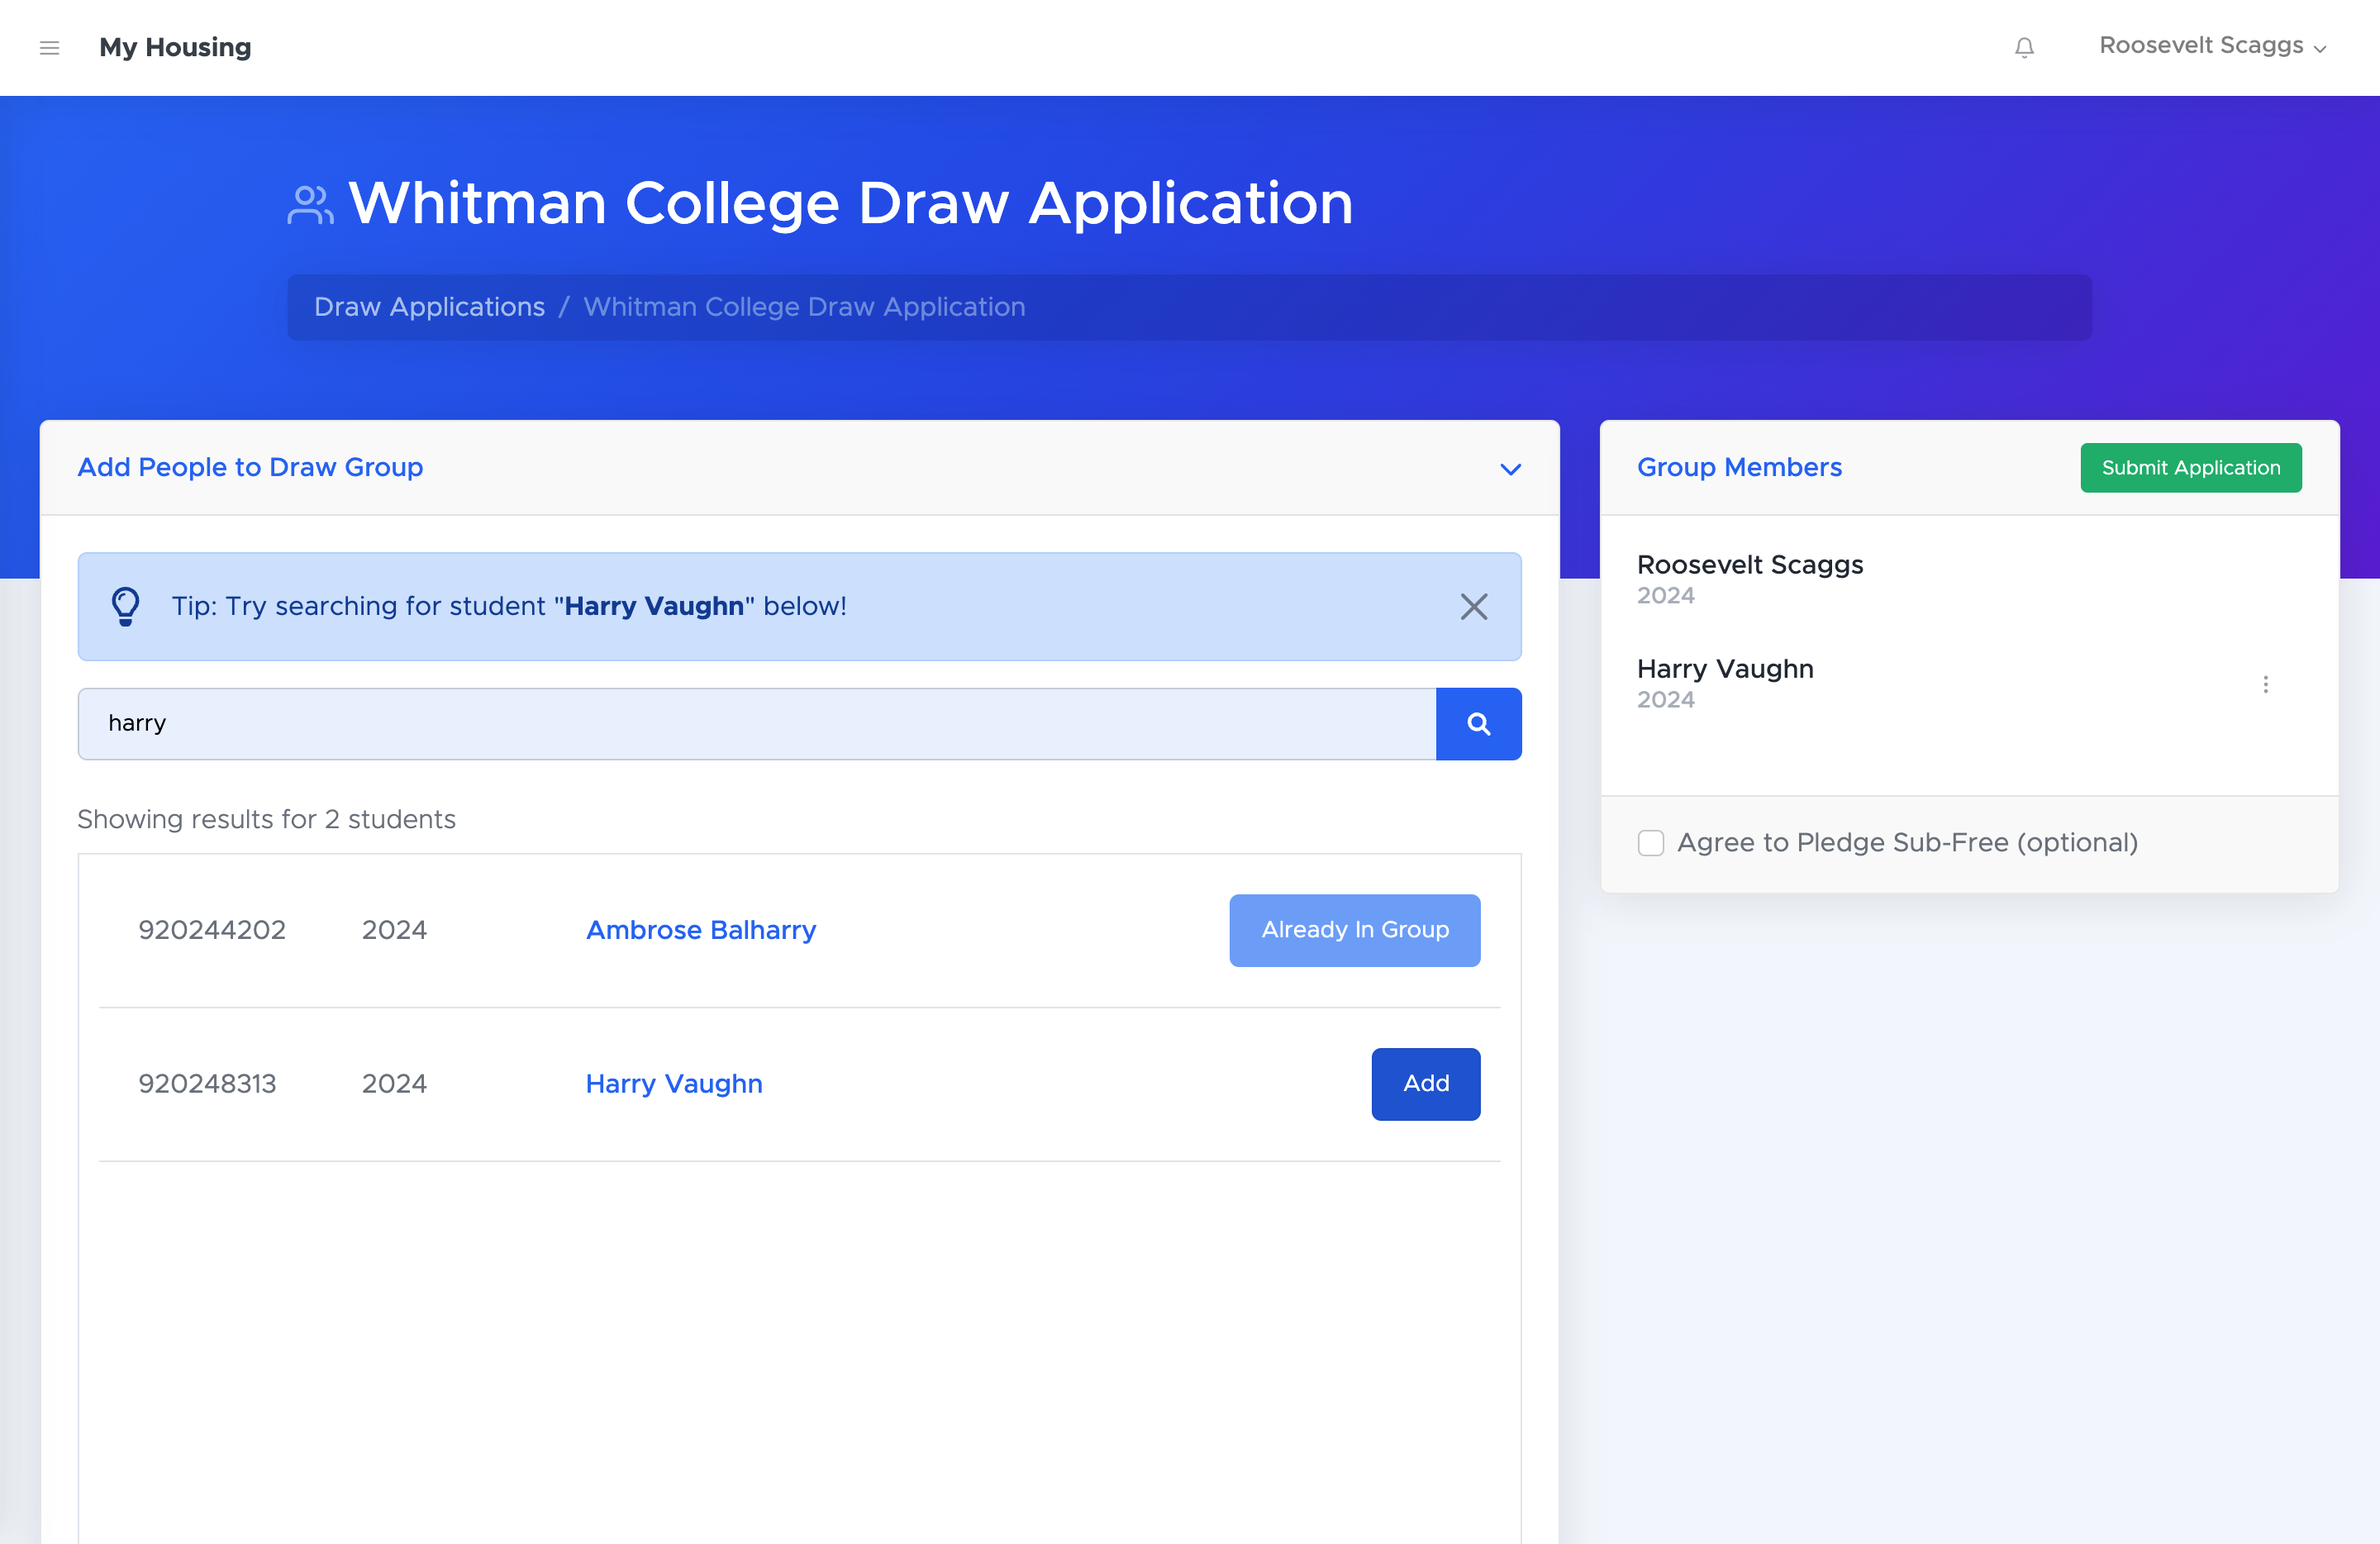 My Housing
Roosevelt Scaggs
Whitman College Draw Application
Draw Applications / Whitman College Draw Application
Add People to Draw Group
Tip: Try searching for student "Harry Vaughn" below!
harry
Showing results for 2 students
920244202 2024 Ambrose Balharry Already In Group
920248313 2024 Harry Vaughn Add
Group Members Submit Application
Roosevelt Scaggs
2024
Harry Vaughn
2024
Agree to Pledge Sub-Free (optional)